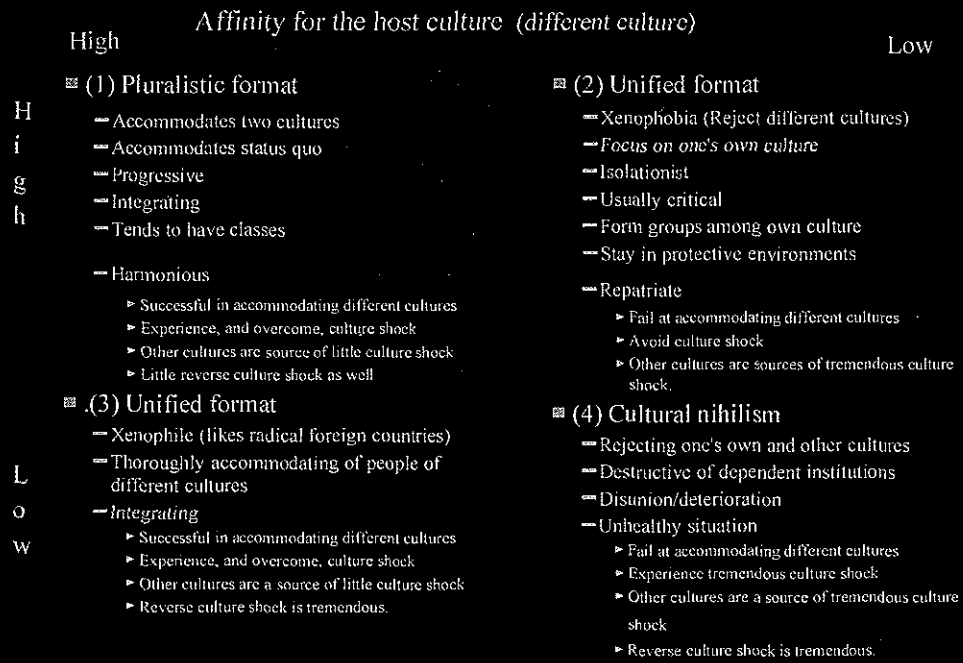 Affinity for the host culture (different culture)
High
Low
High
(1) Pluralistic format
— Accommodates two cultures
— Accommodates status quo
— Progressive
— Integrating
— Tends to have classes
— Harmonious
► Successful in accommodating different cultures
► Experience, and overcome, culture shock
► Other cultures are source of little culture shock
► Little reverse culture shock as well
(2) Unified format
— Xenophobia (Reject different cultures)
— Focus on one's own culture
— Isolationist
— Usually critical
— Form groups among own culture
— Stay in protective environments
— Repatriate
► Fail at accommodating different cultures
► Avoid culture shock
► Other cultures are sources of tremendous culture
shock.
Low
.(3) Unified format
— Xenophile (likes radical foreign countries)
— Thoroughly accommodating of people of
different cultures
— Integrating
► Successful in accommodating different cultures
► Experience, and overcome, culture shock
► Other cultures are a source of little culture shock
► Reverse culture shock is tremendous.
(4) Cultural nihilism
— Rejecting one's own and other cultures
— Destructive of dependent institutions
— Disunion/deterioration
— Unhealthy situation
► Fail at accommodating different cultures
► Experience tremendous culture shock
► Other cultures are a source of tremendous culture
shock
► Reverse culture shock is tremendous.